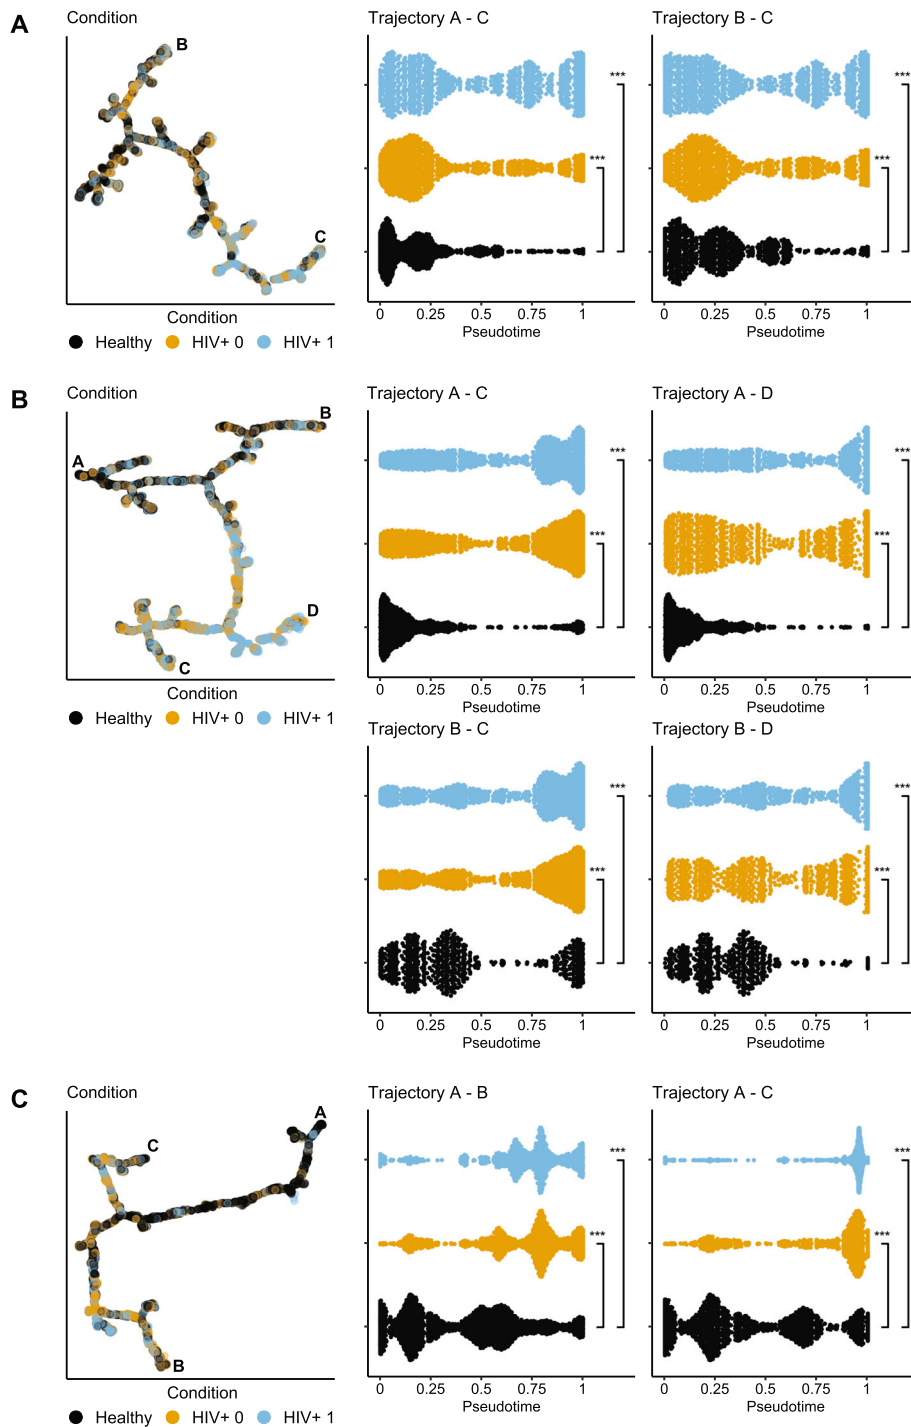 A
Condition
B
C
Condition
Healthy HIV+ 0 HIV+ 1
Trajectory A - C
***
***
0 0.25 0.5 0.75 1
Pseudotime
Trajectory B - C
***
***
0 0.25 0.5 0.75 1
Pseudotime
B
Condition
B
A
D
C
Condition
Healthy HIV+ 0 HIV+ 1
Trajectory A - C
***
***
0 0.25 0.5 0.75 1
Pseudotime
Trajectory A - D
***
***
0 0.25 0.5 0.75 1
Pseudotime
Trajectory B - C
***
***
0 0.25 0.5 0.75 1
Pseudotime
Trajectory B - D
***
***
0 0.25 0.5 0.75 1
Pseudotime
C
Condition
A
C
B
Condition
Healthy HIV+ 0 HIV+ 1
Trajectory A - B
***
***
0 0.25 0.5 0.75 1
Pseudotime
Trajectory A - C
***
***
0 0.25 0.5 0.75 1
Pseudotime